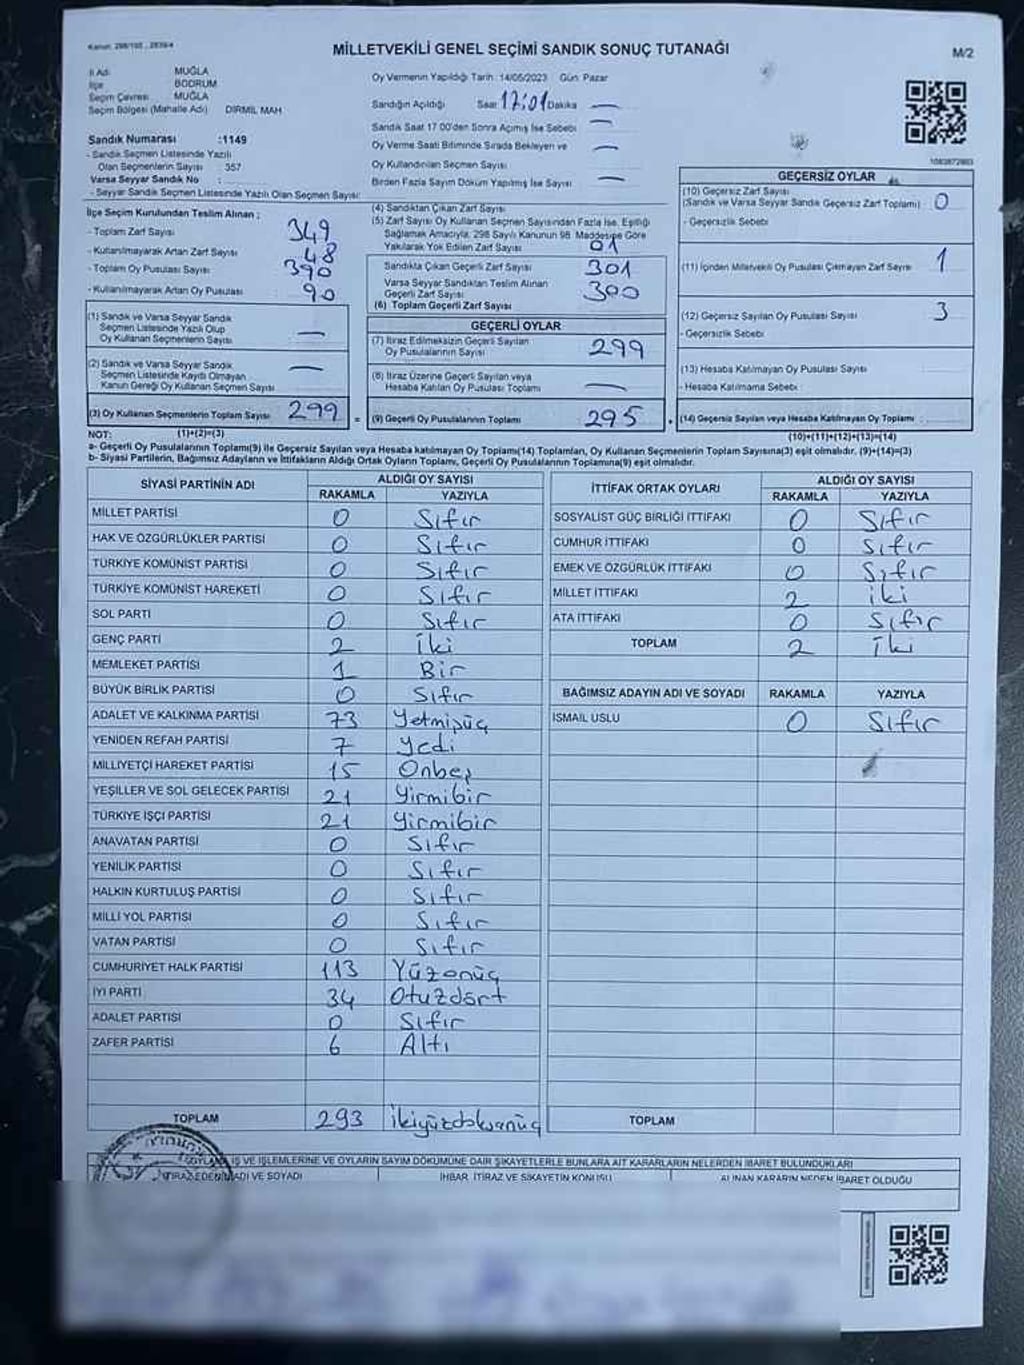 Kanun: 298/105 , 2839/4
MİLLETVEKİLİ GENEL SEÇİMİ SANDIK SONUÇ TUTANAĞI
M/2
İl Adı MUĞLA
İlçe BODRUM
Seçim Çevresi MUĞLA
Seçim Bölgesi (Mahalle Adı) DİRMİL MAH
Sandık Numarası :1149
- Sandık Seçmen Listesinde Yazılı
Olan Seçmenlerin Sayısı : 357
Varsa Seyyar Sandık No :
- Seyyar Sandık Seçmen Listesinde Yazılı Olan Seçmen Sayısı:
Oy Vermenin Yapıldığı Tarih :14/05/2023 Gün: Pazar
Sandığın Açıldığı Saat 17:01 Dakika —
Sandık Saat 17:00'den Sonra Açılmış İse Sebebi —
Oy Verme Saati Bitiminde Sırada Bekleyen ve
Oy Kullandırılan Seçmen Sayısı —
Birden Fazla Sayım Döküm Yapılmış İse Sayısı —
1083872803
İlçe Seçim Kurulundan Teslim Alınan ;
- Toplam Zarf Sayısı 349
- Kullanılmayarak Artan Zarf Sayısı 48
- Toplam Oy Pusulası Sayısı 390
- Kullanılmayarak Artan Oy Pusulası 90
(1) Sandık ve Varsa Seyyar Sandık
Seçmen Listesinde Yazılı Olup
Oy Kullanan Seçmenlerin Sayısı —
(2) Sandık ve Varsa Seyyar Sandık
Seçmen Listesinde Kayıtlı Olmayan
Kanun Gereği Oy Kullanan Seçmen Sayısı —
(3) Oy Kullanan Seçmenlerin Toplam Sayısı 299
(1)+(2)=(3)
(4) Sandıktan Çıkan Zarf Sayısı
(5) Zarf Sayısı Oy Kullanan Seçmen Sayısından Fazla İse, Eşitliği
Sağlamak Amacıyla, 298 Sayılı Kanunun 98. Maddesine Göre
Yakılarak Yok Edilen Zarf Sayısı 01
Sandıkta Çıkan Geçerli Zarf Sayısı 301
Varsa Seyyar Sandıktan Teslim Alınan
Geçerli Zarf Sayısı 300
(6) Toplam Geçerli Zarf Sayısı
GEÇERLİ OYLAR
(7) İtiraz Edilmeksizin Geçerli Sayılan
Oy Pusulalarının Sayısı 299
(8) İtiraz Üzerine Geçerli Sayılan veya
Hesaba Katılan Oy Pusulası Toplamı —
= (9) Geçerli Oy Pusulalarının Toplamı 295
GEÇERSİZ OYLAR
(10) Geçersiz Zarf Sayısı
(Sandık ve Varsa Seyyar Sandık Geçersiz Zarf Toplamı) 0
- Geçersizlik Sebebi
(11) İçinden Milletvekili Oy Pusulası Çıkmayan Zarf Sayısı 1
(12) Geçersiz Sayılan Oy Pusulası Sayısı 3
- Geçersizlik Sebebi
(13) Hesaba Katılmayan Oy Pusulası Sayısı
- Hesaba Katılmama Sebebi
+ (14) Geçersiz Sayılan veya Hesaba Katılmayan Oy Toplamı
(10)+(11)+(12)+(13)=(14)
NOT:
a- Geçerli Oy Pusulalarının Toplamı(9) ile Geçersiz Sayılan veya Hesaba katılmayan Oy Toplamı(14) Toplamları, Oy Kullanan Seçmenlerin Toplam Sayısına(3) eşit olmalıdır. (9)+(14)=(3)
b- Siyasi Partilerin, Bağımsız Adayların ve İttifakların Aldığı Ortak Oyların Toplamı, Geçerli Oy Pusulalarının Toplamına(9) eşit olmalıdır.
SİYASİ PARTİNİN ADI ALDIĞI OY SAYISI
RAKAMLA YAZIYLA
MİLLET PARTİSİ 0 Sıfır
HAK VE ÖZGÜRLÜKLER PARTİSİ 0 Sıfır
TÜRKİYE KOMÜNİST PARTİSİ 0 Sıfır
TÜRKİYE KOMÜNİST HAREKETİ 0 Sıfır
SOL PARTİ 0 Sıfır
GENÇ PARTİ 2 İki
MEMLEKET PARTİSİ 1 Bir
BÜYÜK BİRLİK PARTİSİ 0 Sıfır
ADALET VE KALKINMA PARTİSİ 73 Yetmişüç
YENİDEN REFAH PARTİSİ 7 Yedi
MİLLİYETÇİ HAREKET PARTİSİ 15 Onbeş
YEŞİLLER VE SOL GELECEK PARTİSİ 21 Yirmibir
TÜRKİYE İŞÇİ PARTİSİ 21 Yirmibir
ANAVATAN PARTİSİ 0 Sıfır
YENİLİK PARTİSİ 0 Sıfır
HALKIN KURTULUŞ PARTİSİ 0 Sıfır
MİLLİ YOL PARTİSİ 0 Sıfır
VATAN PARTİSİ 0 Sıfır
CUMHURİYET HALK PARTİSİ 113 Yüzonüç
İYİ PARTİ 34 Otuzdört
ADALET PARTİSİ 0 Sıfır
ZAFER PARTİSİ 6 Altı
TOPLAM 293 İkiyüzdoksanüç
İTTİFAK ORTAK OYLARI ALDIĞI OY SAYISI
RAKAMLA YAZIYLA
SOSYALİST GÜÇ BİRLİĞİ İTTİFAKI 0 Sıfır
CUMHUR İTTİFAKI 0 Sıfır
EMEK VE ÖZGÜRLÜK İTTİFAKI 0 Sıfır
MİLLET İTTİFAKI 2 İki
ATA İTTİFAKI 0 Sıfır
TOPLAM 2 İki
BAĞIMSIZ ADAYIN ADI VE SOYADI RAKAMLA YAZIYLA
İSMAİL USLU 0 Sıfır
TOPLAM
İŞ VE İŞLEMLERİNE VE OYLARIN SAYIM DÖKÜMÜNE DAİR ŞİKAYETLERLE BUNLARA AİT KARARLARIN NELERDEN İBARET BULUNDUKLARI
İTİRAZ EDENİN ADI VE SOYADI İHBAR, İTİRAZ VE ŞİKAYETİN KONUSU ALINAN KARARIN NEDEN İBARET OLDUĞU